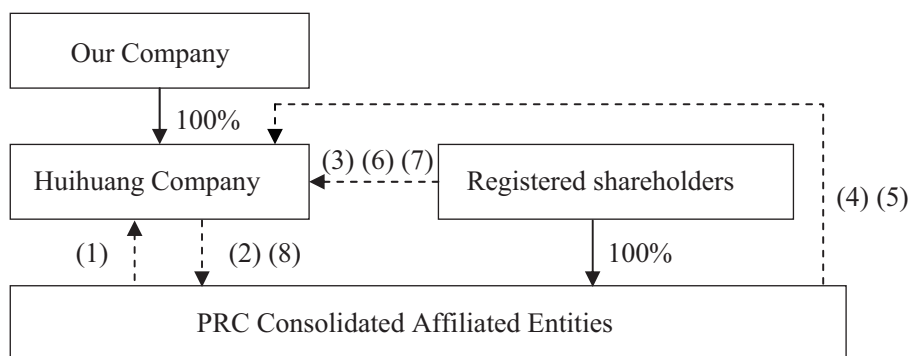 Our Company
100%
Huihuang Company
(3) (6) (7)
Registered shareholders
(4) (5)
(1)
(2) (8)
100%
PRC Consolidated Affiliated Entities